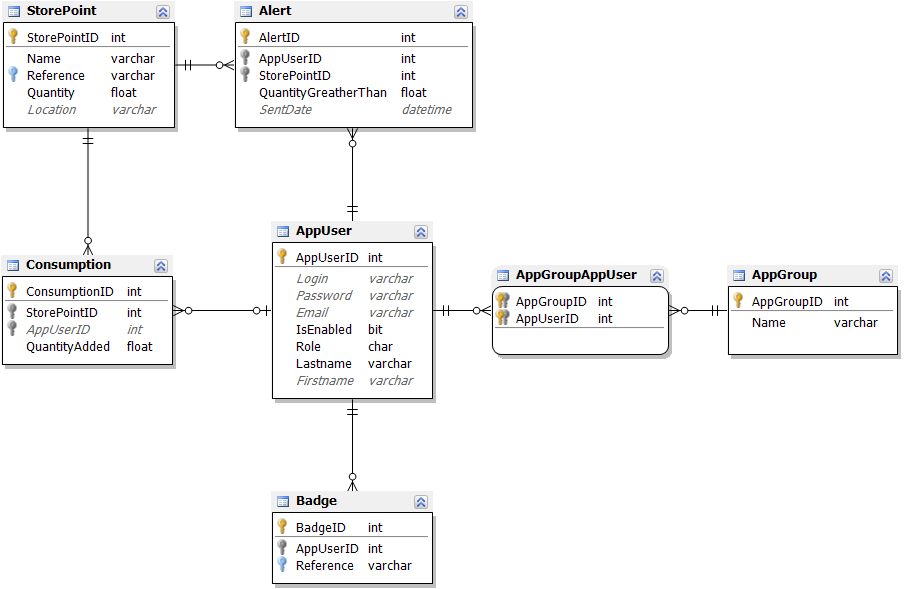 StorePoint
StorePointID int
Name varchar
Reference varchar
Quantity float
Location varchar
Alert
AlertID int
AppUserID int
StorePointID int
QuantityGreatherThan float
SentDate datetime
Consumption
ConsumptionID int
StorePointID int
AppUserID int
QuantityAdded float
AppUser
AppUserID int
Login varchar
Password varchar
Email varchar
IsEnabled bit
Role char
Lastname varchar
Firstname varchar
AppGroupAppUser
AppGroupID int
AppUserID int
AppGroup
AppGroupID int
Name varchar
Badge
BadgeID int
AppUserID int
Reference varchar